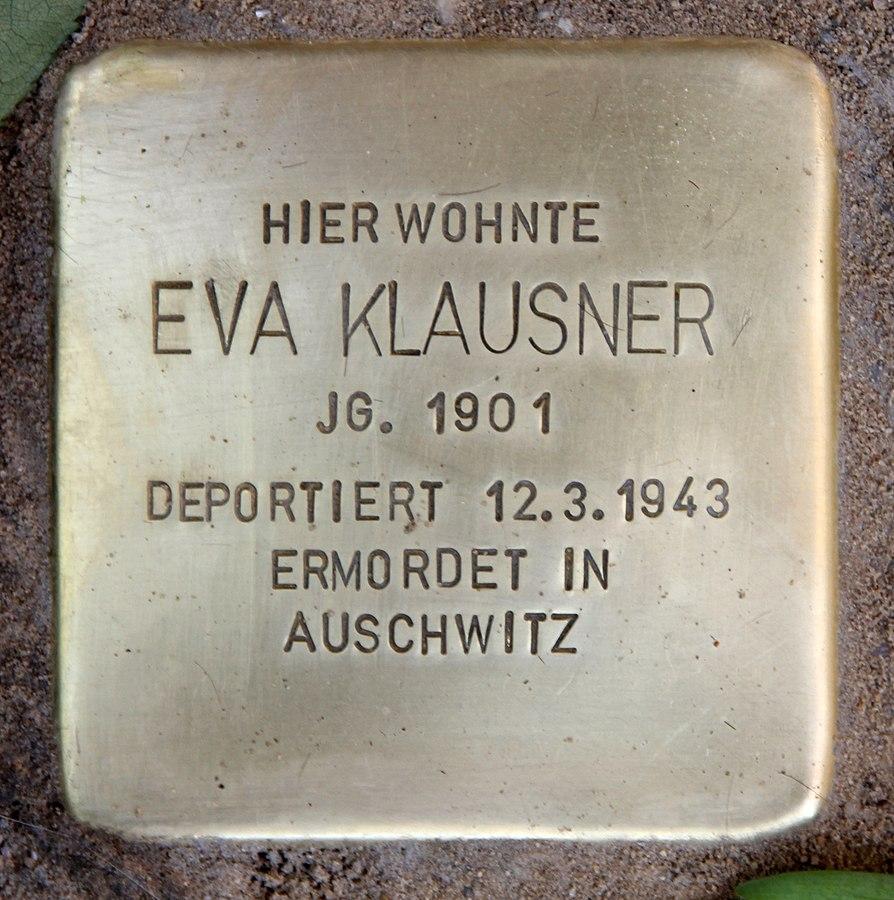 HIER WOHNTE
EVA KLAUSNER
JG. 1901
DEPORTIERT 12.3.1943
ERMORDET IN
AUSCHWITZ